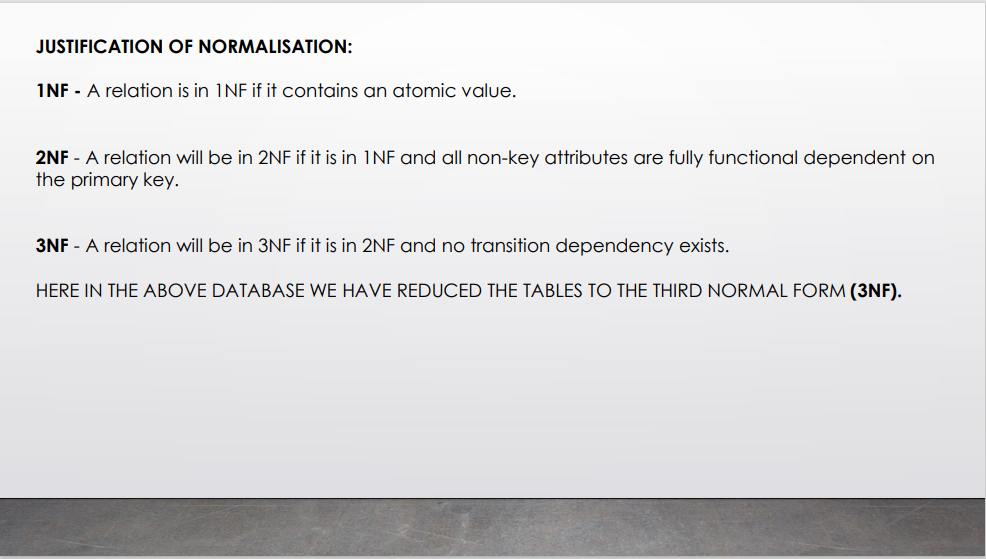 JUSTIFICATION OF NORMALISATION:
1NF - A relation is in 1NF if it contains an atomic value.
2NF - A relation will be in 2NF if it is in 1NF and all non-key attributes are fully functional dependent on
the primary key.
3NF - A relation will be in 3NF if it is in 2NF and no transition dependency exists.
HERE IN THE ABOVE DATABASE WE HAVE REDUCED THE TABLES TO THE THIRD NORMAL FORM (3NF).